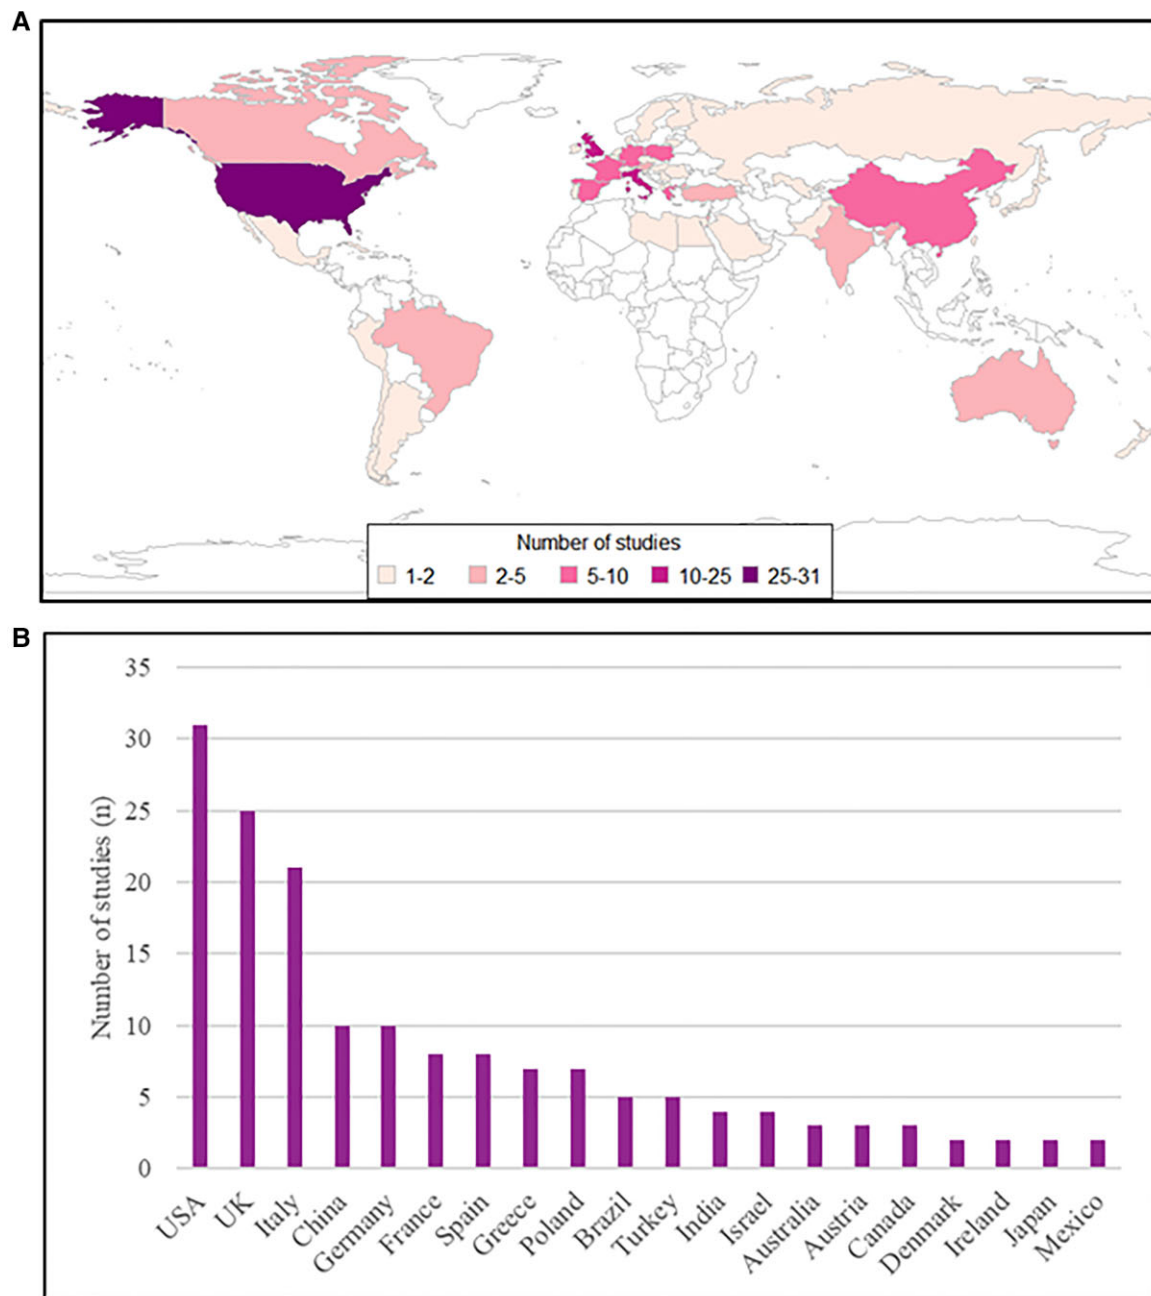 A
Number of studies
1-2 2-5 5-10 10-25 25-31
B
35
30
25
20
15
10
5
0
Number of studies (n)
USA UK Italy China Germany France Spain Greece Poland Brazil Turkey India Israel Australia Austria Canada Denmark Ireland Japan Mexico